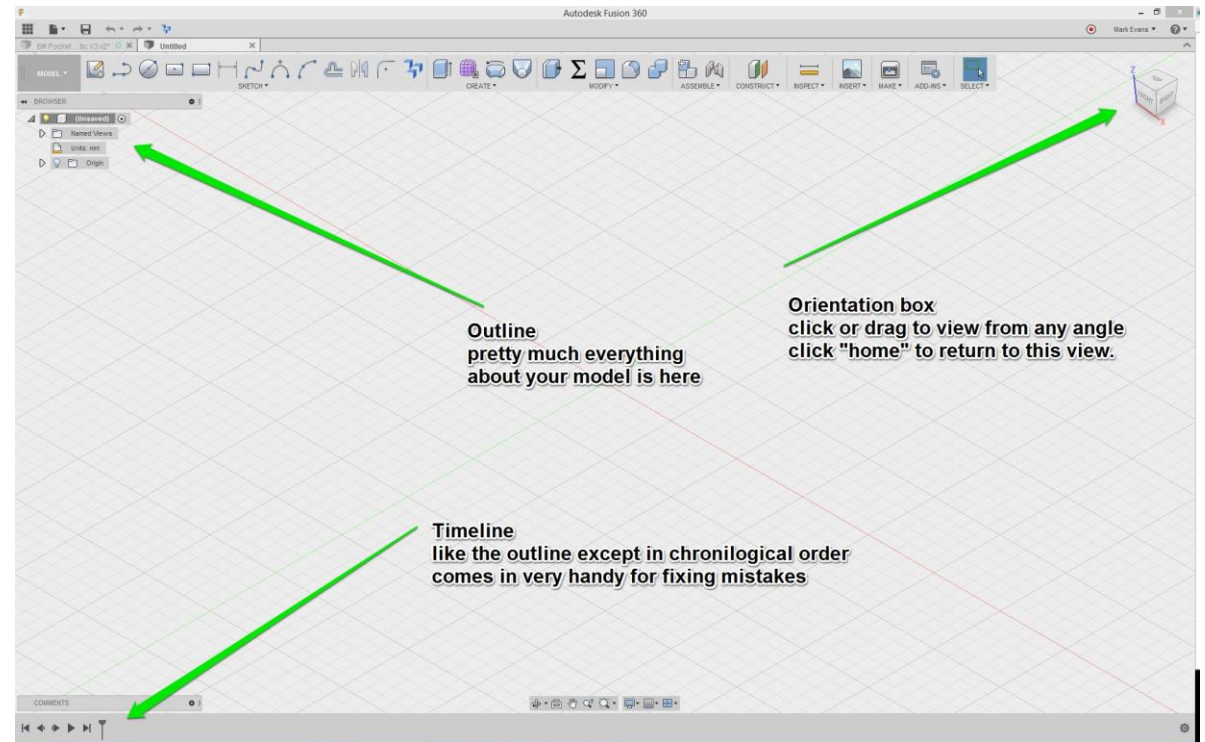 Autodesk Fusion 360
Mark Evans
Untitled
MODEL
SKETCH
CREATE
MODIFY
ASSEMBLE
CONSTRUCT
INSPECT
INSERT
MAKE
ADD-INS
SELECT
BROWSER
(Unsaved)
Named Views
Units: mm
Origin
Z
X
Outline
pretty much everything
about your model is here
Orientation box
click or drag to view from any angle
click "home" to return to this view.
Timeline
like the outline except in chronilogical order
comes in very handy for fixing mistakes
COMMENTS